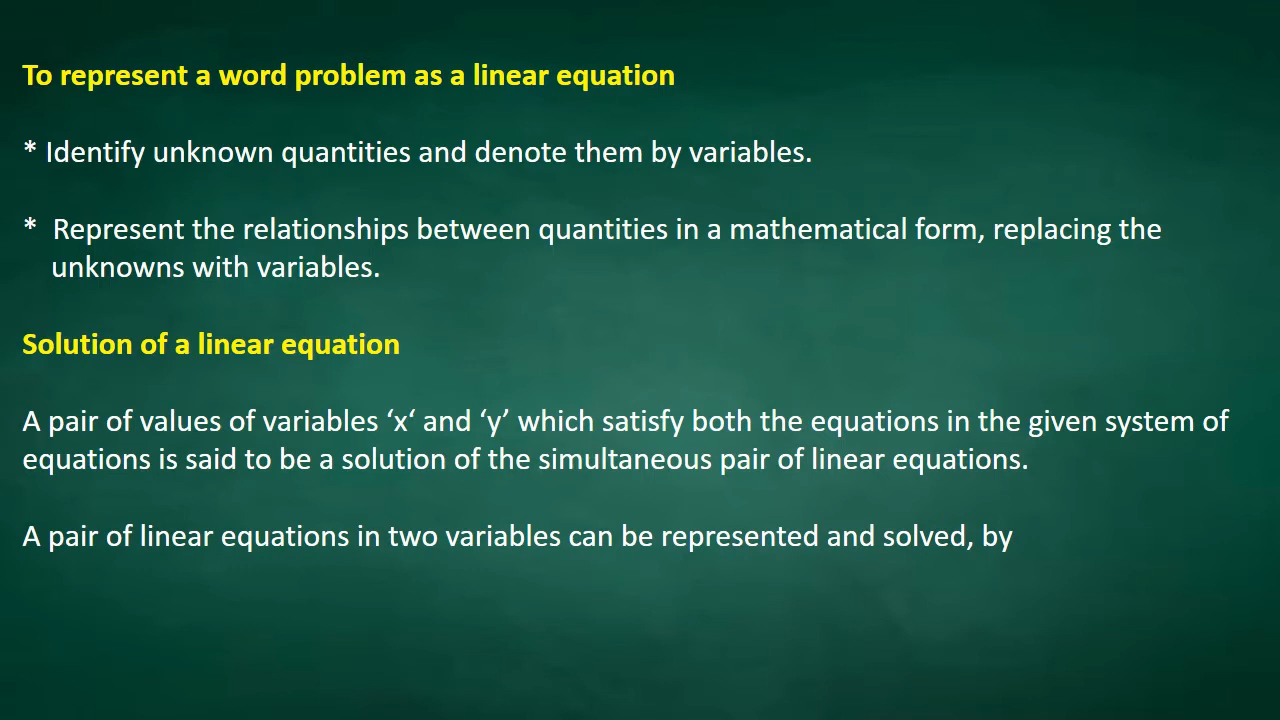 To represent a word problem as a linear equation
* Identify unknown quantities and denote them by variables.
* Represent the relationships between quantities in a mathematical form, replacing the
unknowns with variables.
Solution of a linear equation
A pair of values of variables ‘x‘ and ‘y’ which satisfy both the equations in the given system of
equations is said to be a solution of the simultaneous pair of linear equations.
A pair of linear equations in two variables can be represented and solved, by